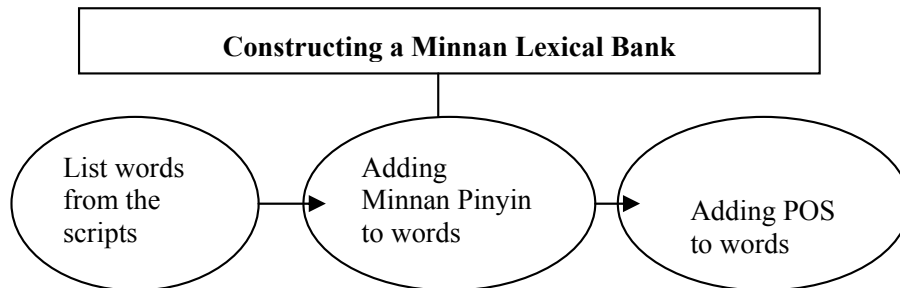 Constructing a Minnan Lexical Bank
List words
from the
scripts
Adding
Minnan Pinyin
to words
Adding POS
to words